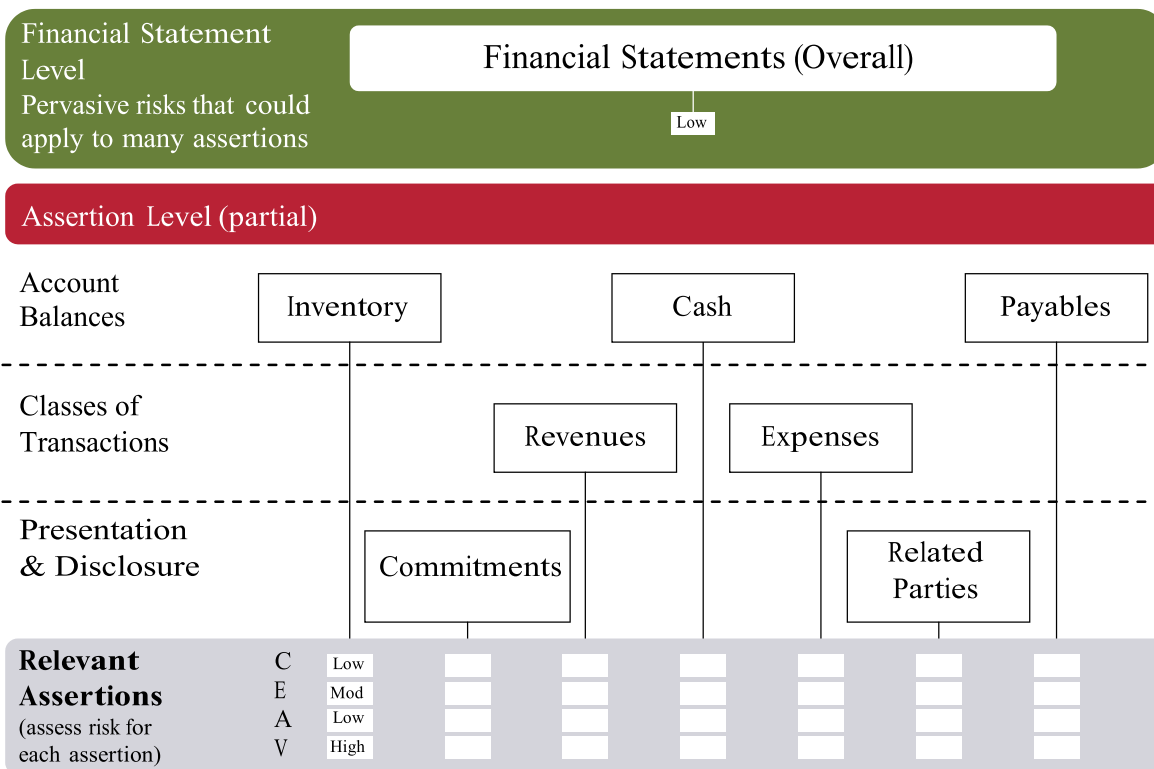 Financial Statement
Level
Pervasive risks that could
apply to many assertions
Financial Statements (Overall)
Low
Assertion Level (partial)
Account
Balances
Inventory
Cash
Payables
Classes of
Transactions
Revenues
Expenses
Presentation
& Disclosure
Commitments
Related
Parties
Relevant
Assertions
(assess risk for
each assertion)
C Low
E Mod
A Low
V High